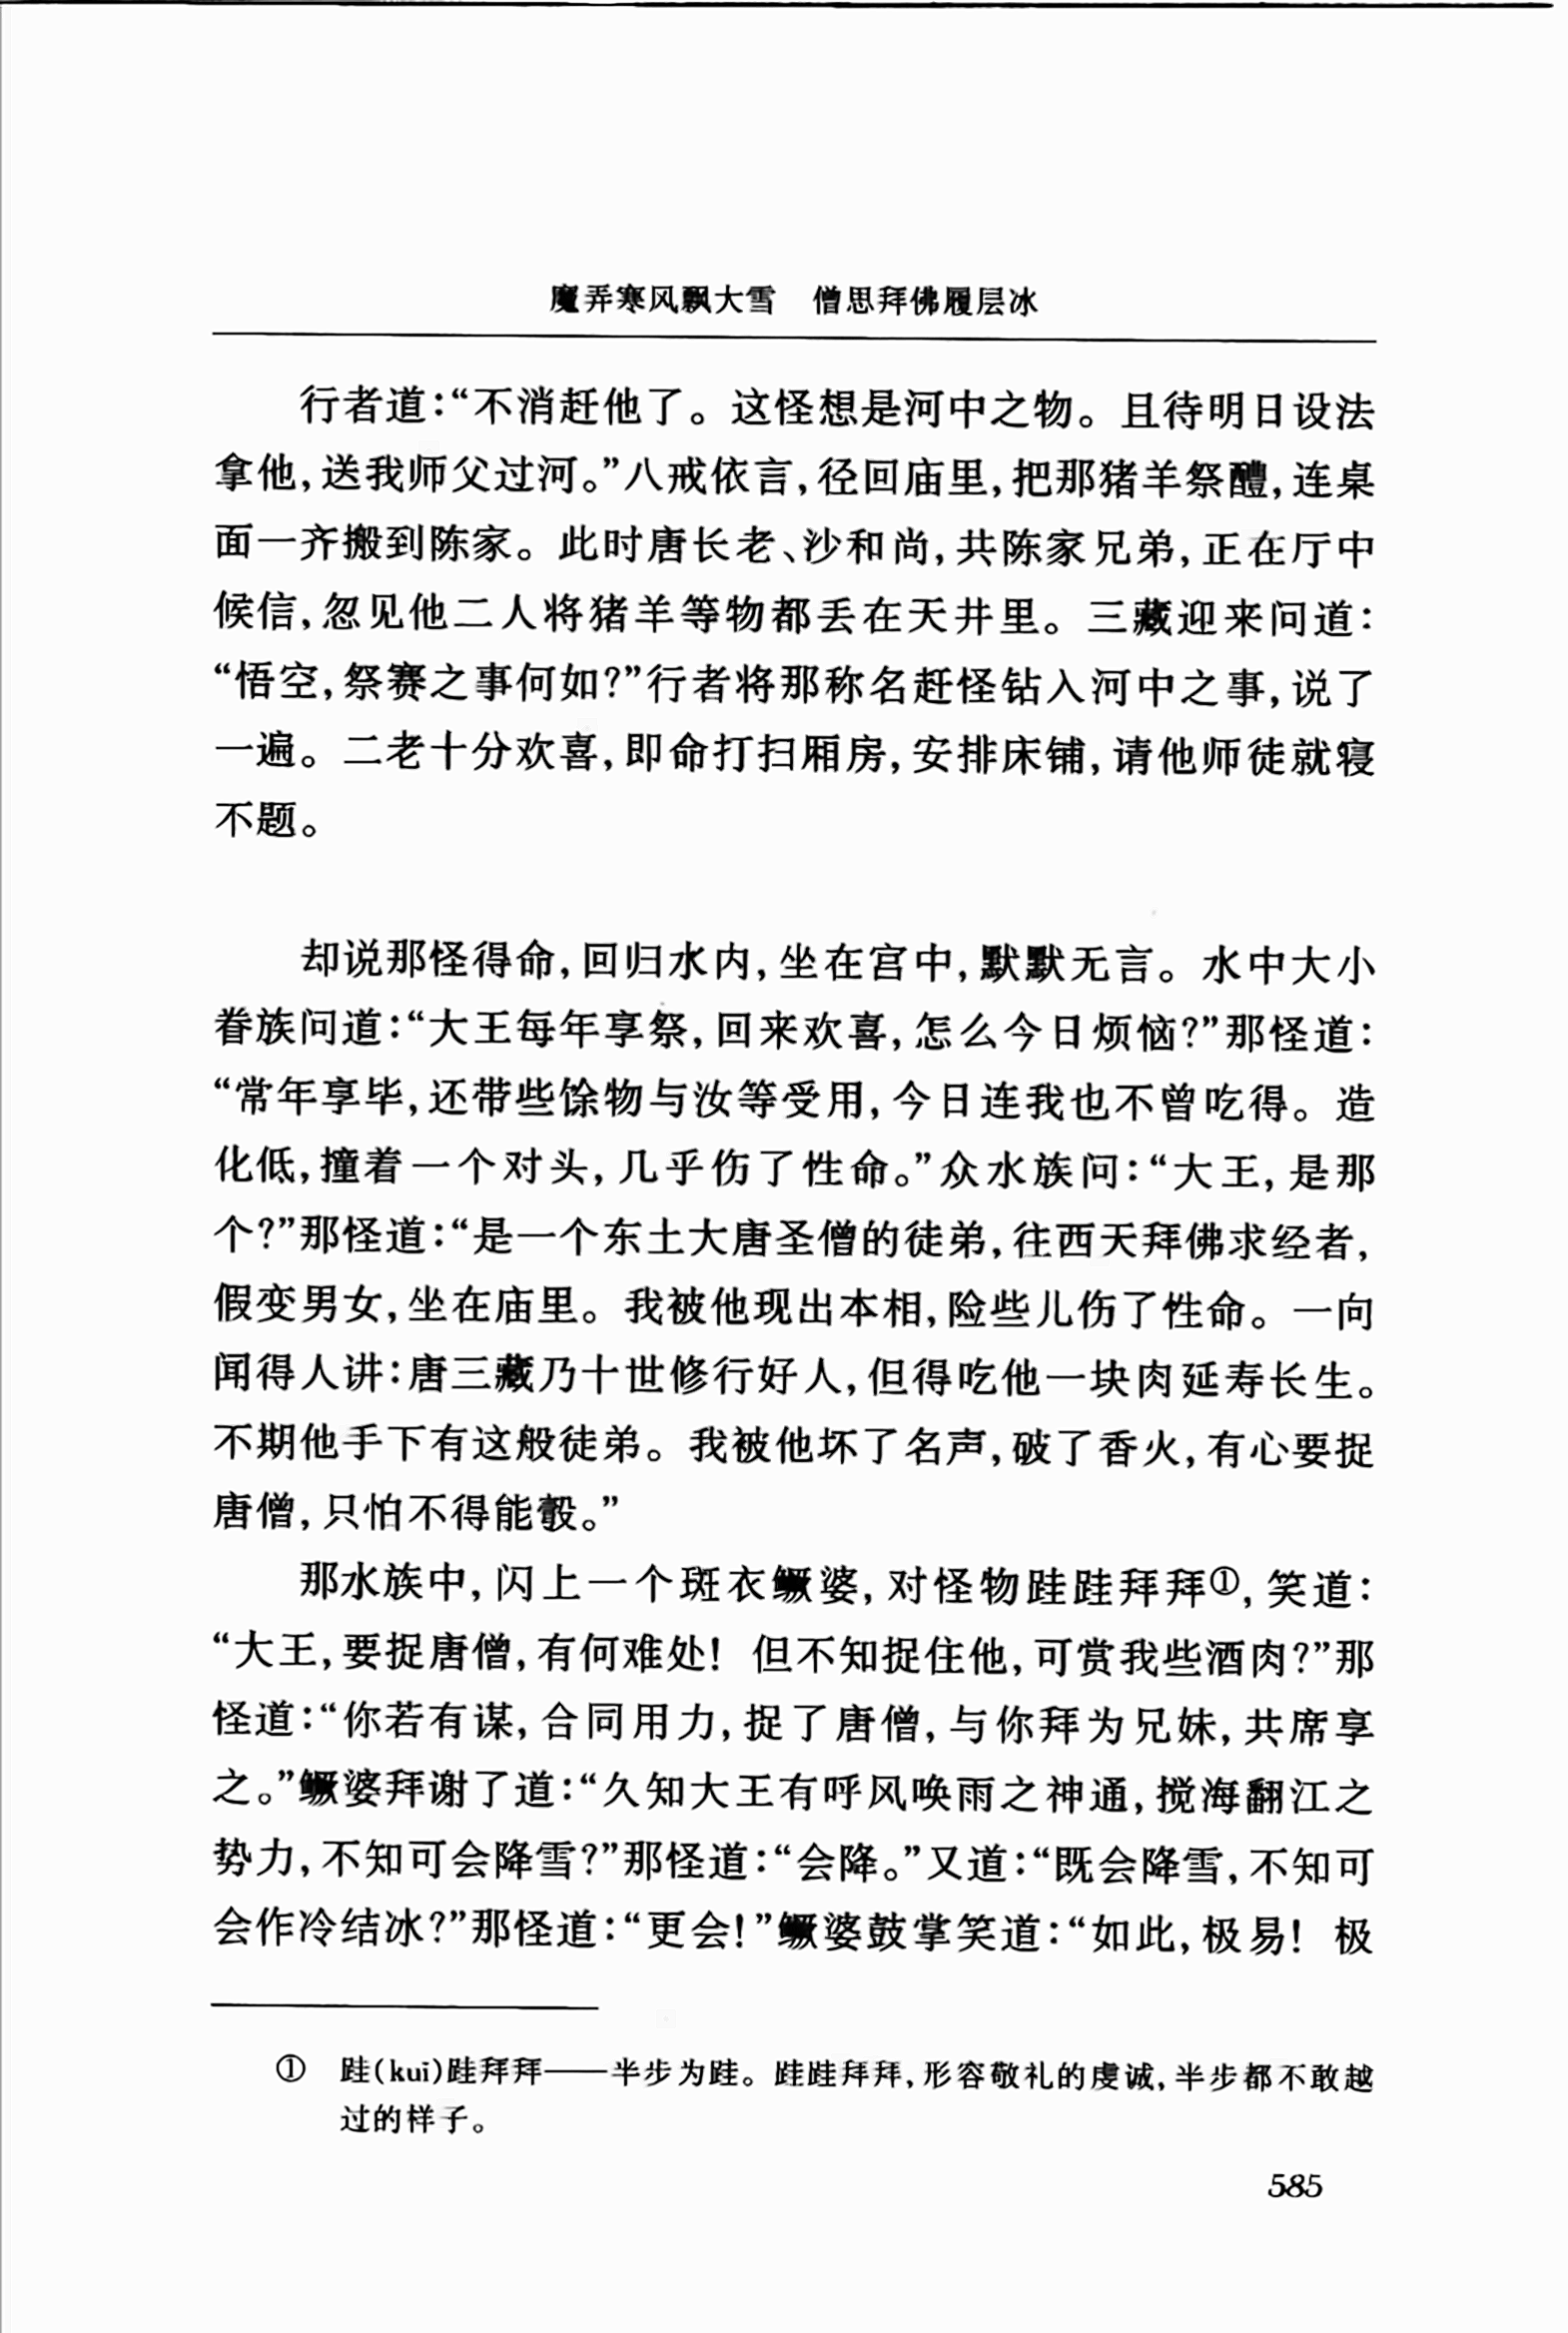 魔弄寒风飘大雪　僧思拜佛履层冰
行者道：“不消赶他了。这怪想是河中之物。且待明日设法
拿他，送我师父过河。”八戒依言，径回庙里，把那猪羊祭醴，连桌
面一齐搬到陈家。此时唐长老、沙和尚，共陈家兄弟，正在厅中
候信，忽见他二人将猪羊等物都丢在天井里。三藏迎来问道：
“悟空，祭赛之事何如？”行者将那称名赶怪钻入河中之事，说了
一遍。二老十分欢喜，即命打扫厢房，安排床铺，请他师徒就寝
不题。
却说那怪得命，回归水内，坐在宫中，默默无言。水中大小
眷族问道：“大王每年享祭，回来欢喜，怎么今日烦恼？”那怪道：
“常年享毕，还带些馀物与汝等受用，今日连我也不曾吃得。造
化低，撞着一个对头，几乎伤了性命。”众水族问：“大王，是那
个？”那怪道：“是一个东土大唐圣僧的徒弟，往西天拜佛求经者，
假变男女，坐在庙里。我被他现出本相，险些儿伤了性命。一向
闻得人讲：唐三藏乃十世修行好人，但得吃他一块肉延寿长生。
不期他手下有这般徒弟。我被他坏了名声，破了香火，有心要捉
唐僧，只怕不得能彀。”
那水族中，闪上一个斑衣鳜婆，对怪物跬跬拜拜①，笑道：
“大王，要捉唐僧，有何难处！但不知捉住他，可赏我些酒肉？”那
怪道：“你若有谋，合同用力，捉了唐僧，与你拜为兄妹，共席享
之。”鳜婆拜谢了道：“久知大王有呼风唤雨之神通，搅海翻江之
势力，不知可会降雪？”那怪道：“会降。”又道：“既会降雪，不知可
会作冷结冰？”那怪道：“更会！”鳜婆鼓掌笑道：“如此，极易！极
①　跬(kuǐ)跬拜拜——半步为跬。跬跬拜拜，形容敬礼的虔诚，半步都不敢越
过的样子。
585